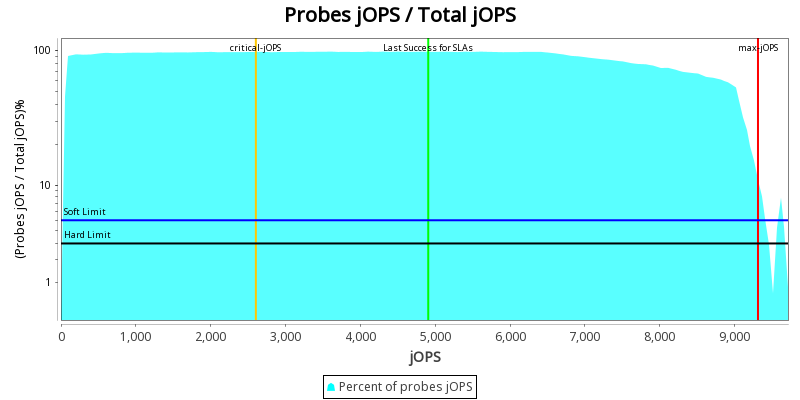 Probes jOPS / Total jOPS
(Probes jOPS / Total jOPS)%
100
10
1
critical-jOPS
Last Success for SLAs
max-jOPS
Soft Limit
Hard Limit
0
1,000
2,000
3,000
4,000
5,000
6,000
7,000
8,000
9,000
jOPS
Percent of probes jOPS